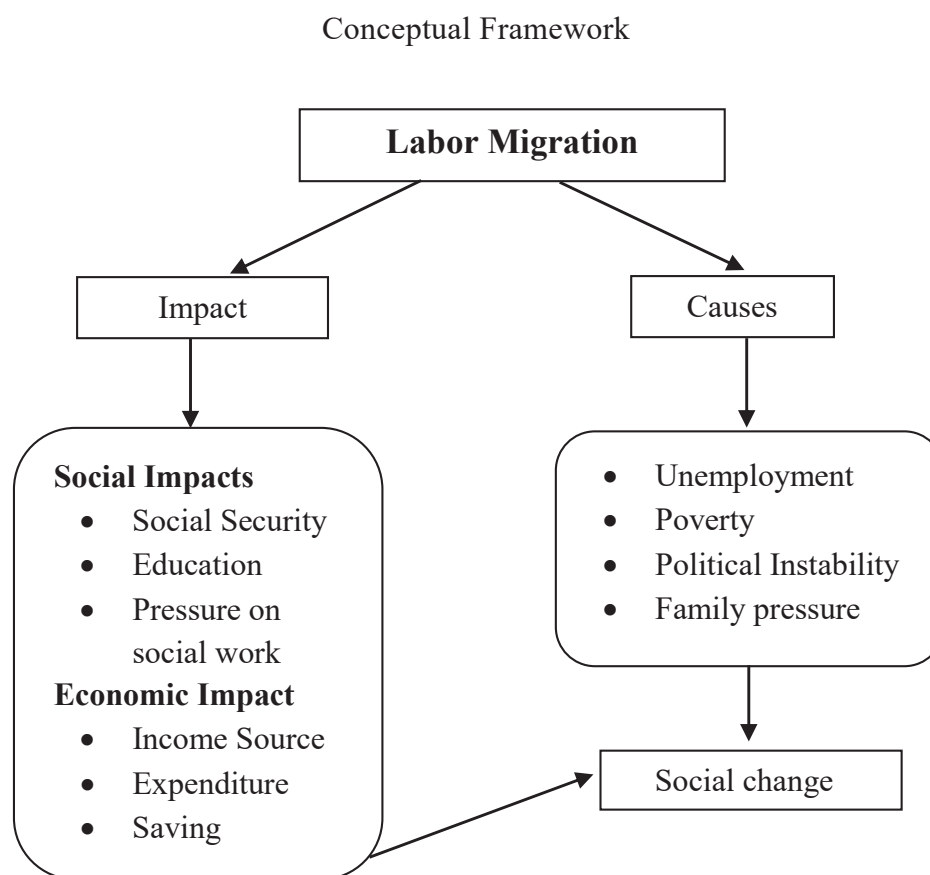 Conceptual Framework
Labor Migration
Impact
Causes
Social Impacts
• Social Security
• Education
• Pressure on
social work
Economic Impact
• Income Source
• Expenditure
• Saving
• Unemployment
• Poverty
• Political Instability
• Family pressure
Social change